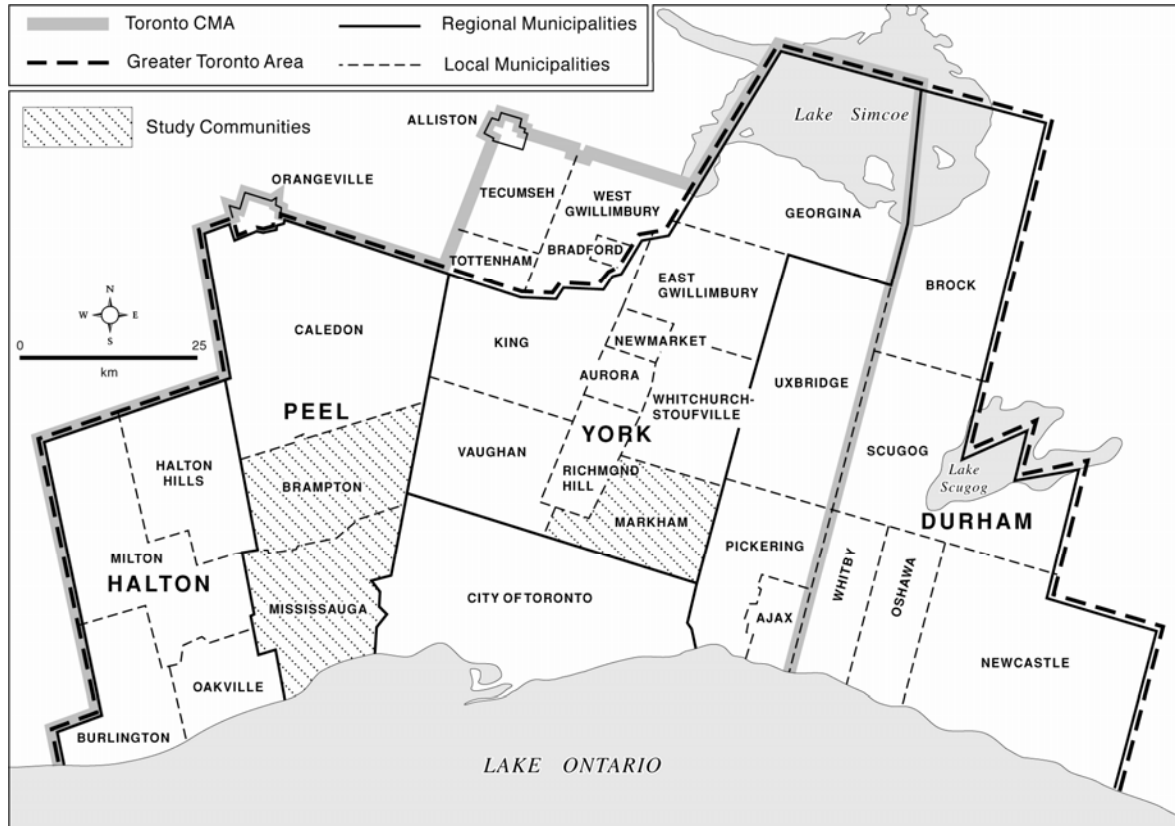 Toronto CMA
Regional Municipalities
Greater Toronto Area
Local Municipalities
Study Communities
ALLISTON
ORANGEVILLE
Lake Simcoe
TECUMSEH
WEST
GWILLIMBURY
GEORGINA
TOTTENHAM
BRADFORD
EAST
GWILLIMBURY
BROCK
N
W E
S
0 25
km
CALEDON
KING
NEWMARKET
AURORA
UXBRIDGE
WHITCHURCH-
STOUFVILLE
PEEL
YORK
VAUGHAN
SCUGOG
HALTON
HILLS
BRAMPTON
RICHMOND
HILL
Lake
Scugog
MARKHAM
DURHAM
MILTON
HALTON
PICKERING
WHITBY
OSHAWA
MISSISSAUGA
CITY OF TORONTO
AJAX
NEWCASTLE
OAKVILLE
BURLINGTON
LAKE ONTARIO